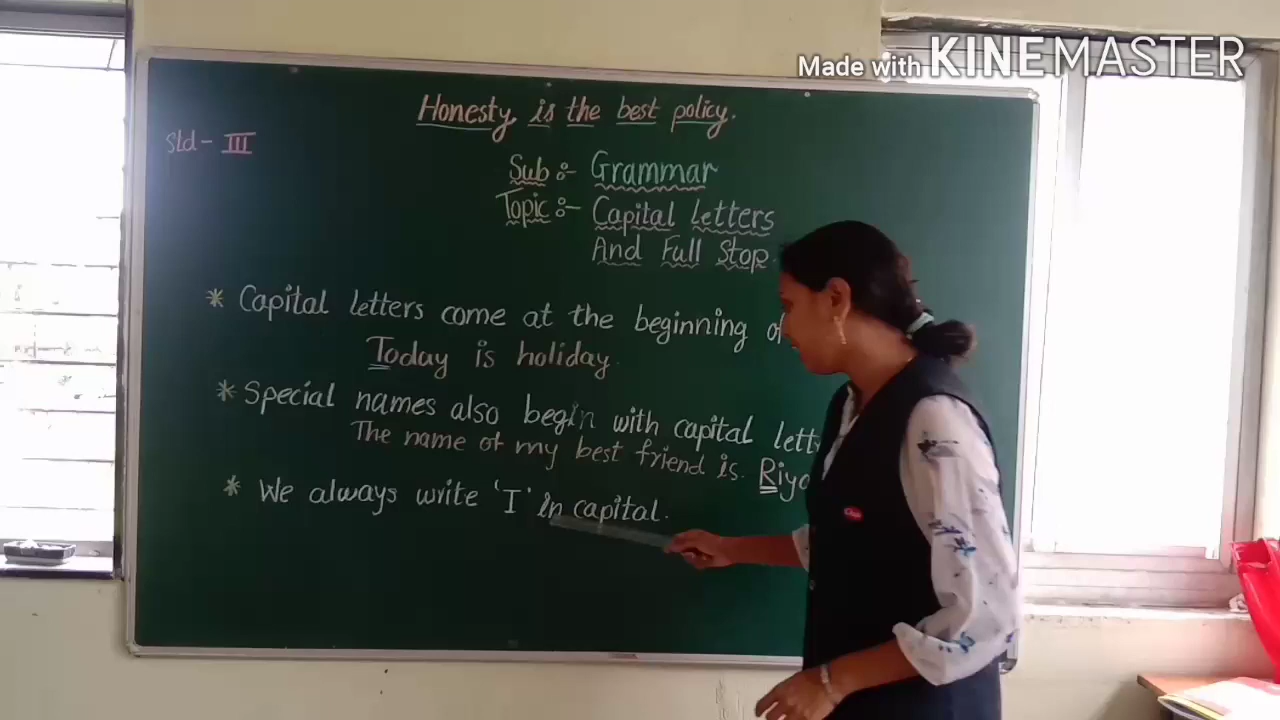 Made with KINEMASTER
Honesty is the best policy.
Std - III
Sub :- Grammar
Topic :- Capital letters
And Full Stop.
* Capital letters come at the beginning of
Today is holiday.
* Special names also begin with capital
The name of my best friend is.
* We always write 'I' in capital.